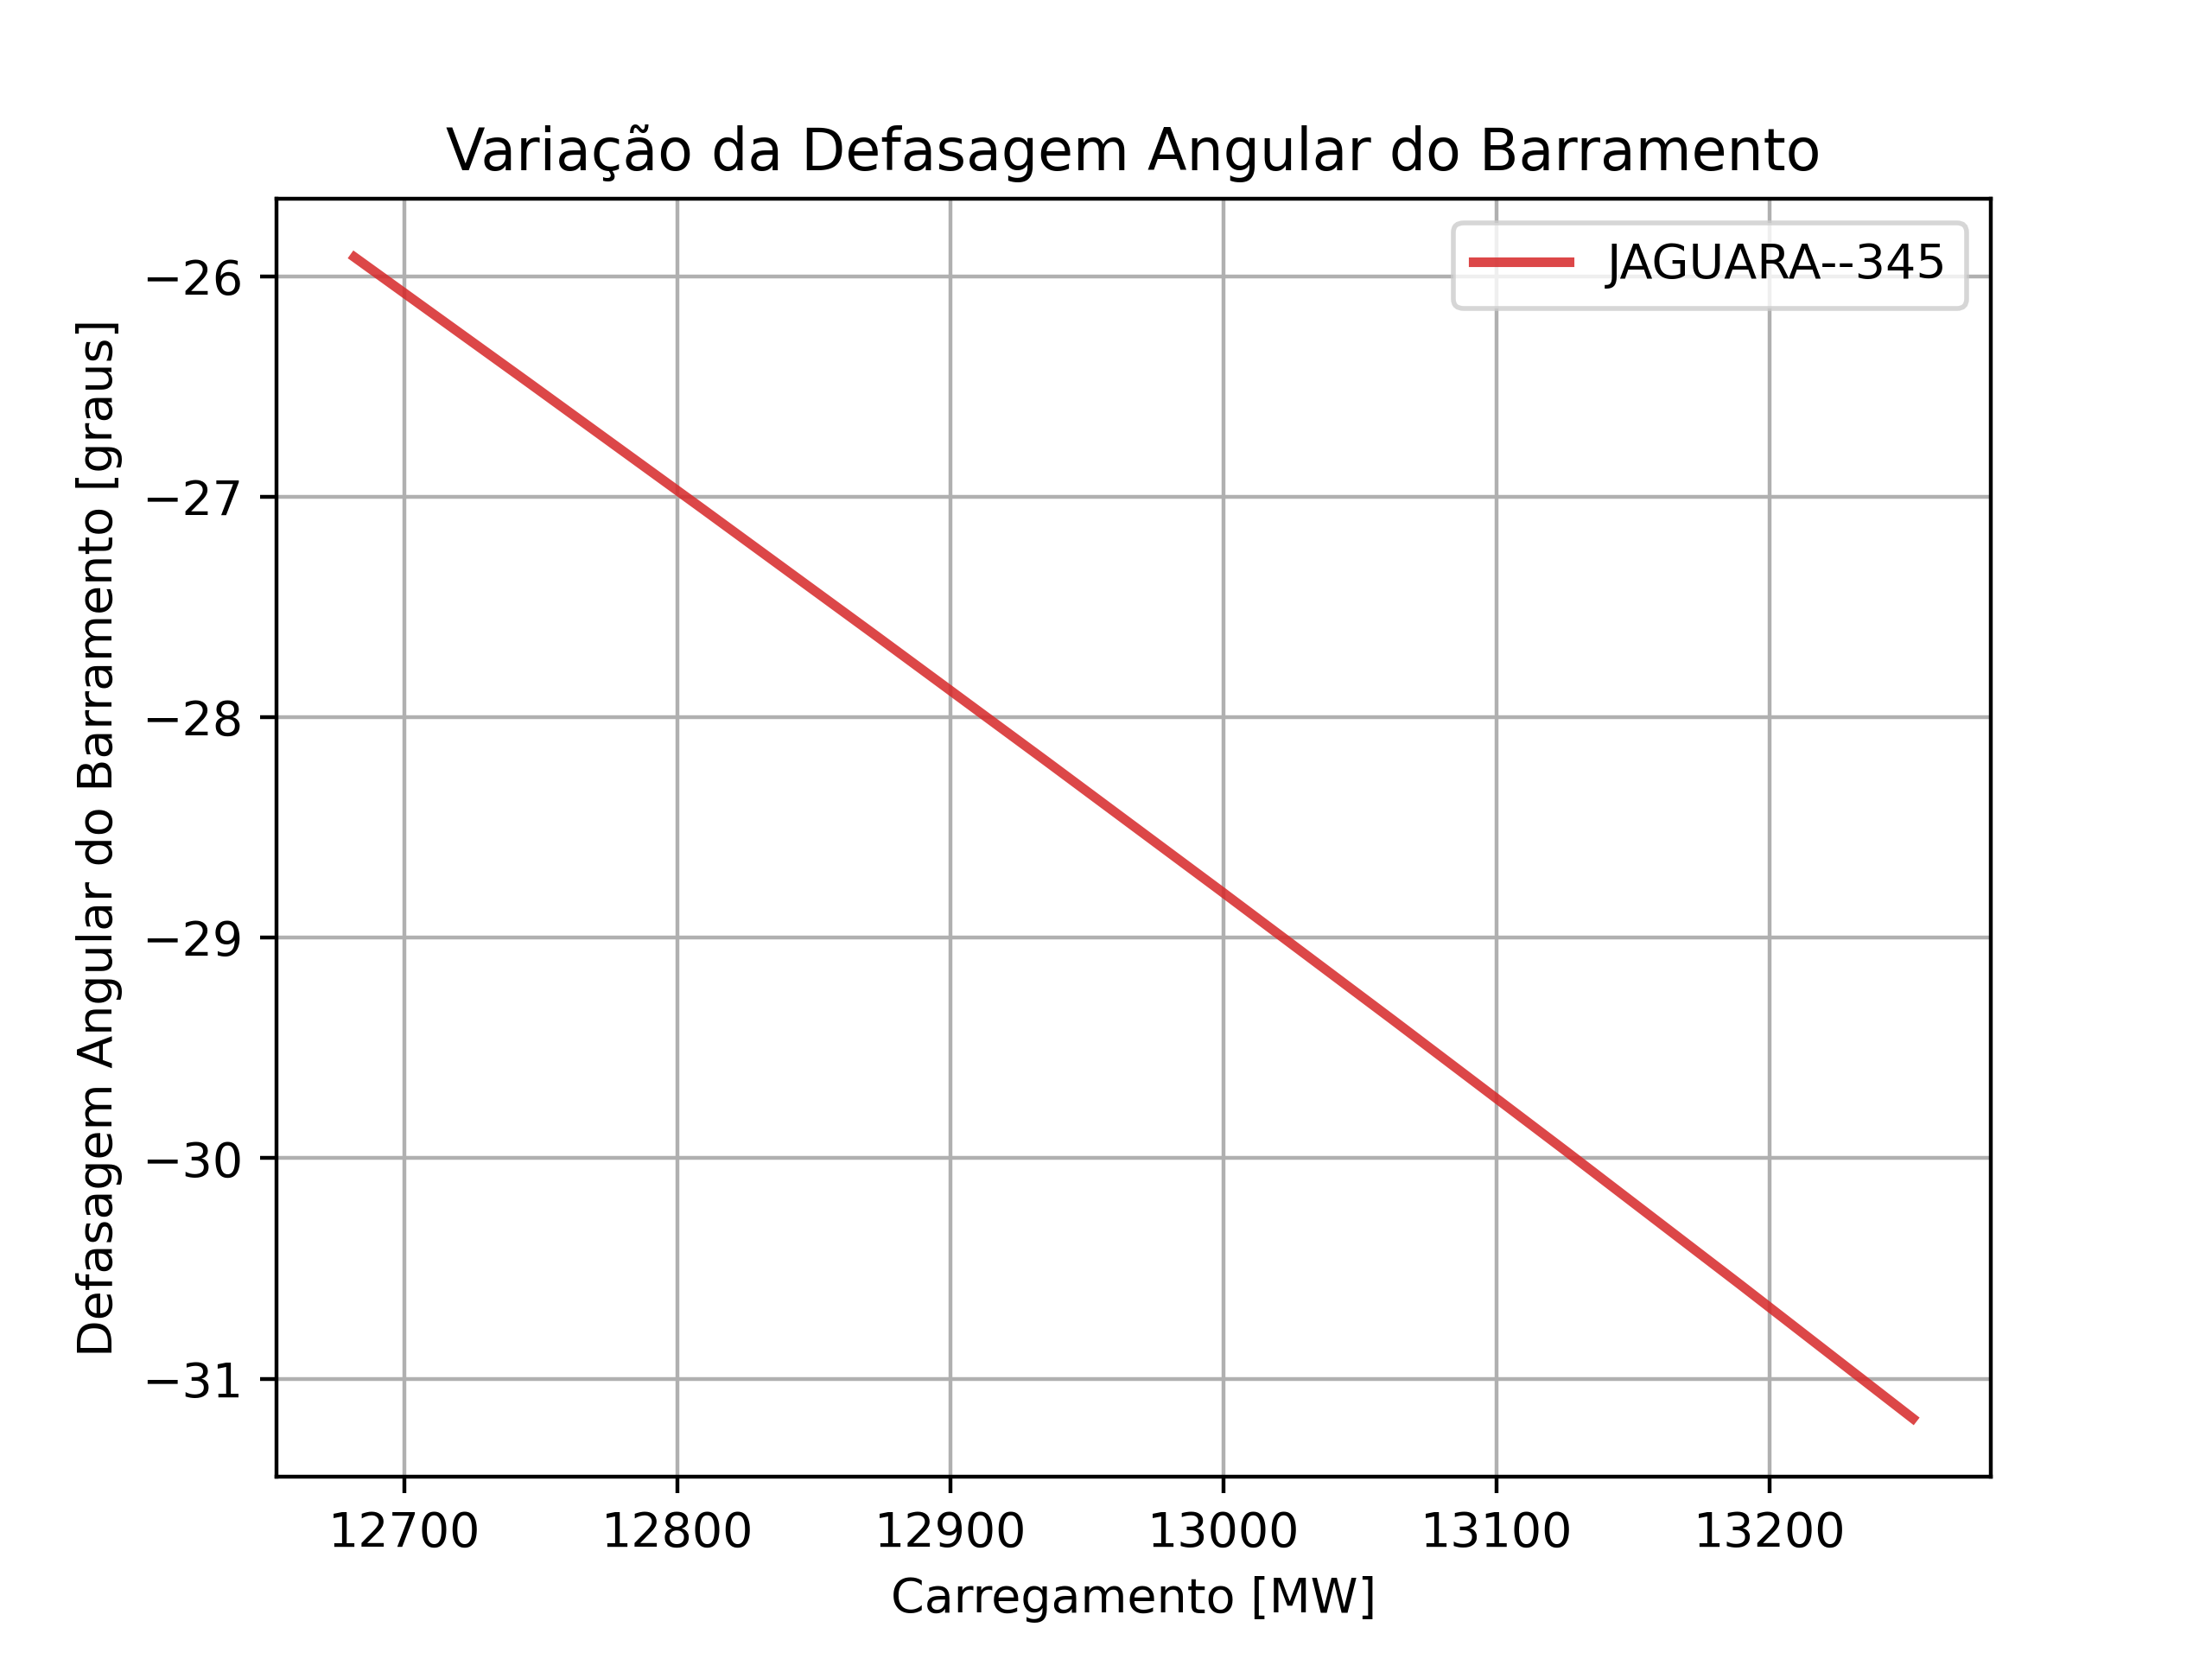 Variação da Defasagem Angular do Barramento
JAGUARA--345
Defasagem Angular do Barramento [graus]
−26
−27
−28
−29
−30
−31
12700 12800 12900 13000 13100 13200
Carregamento [MW]